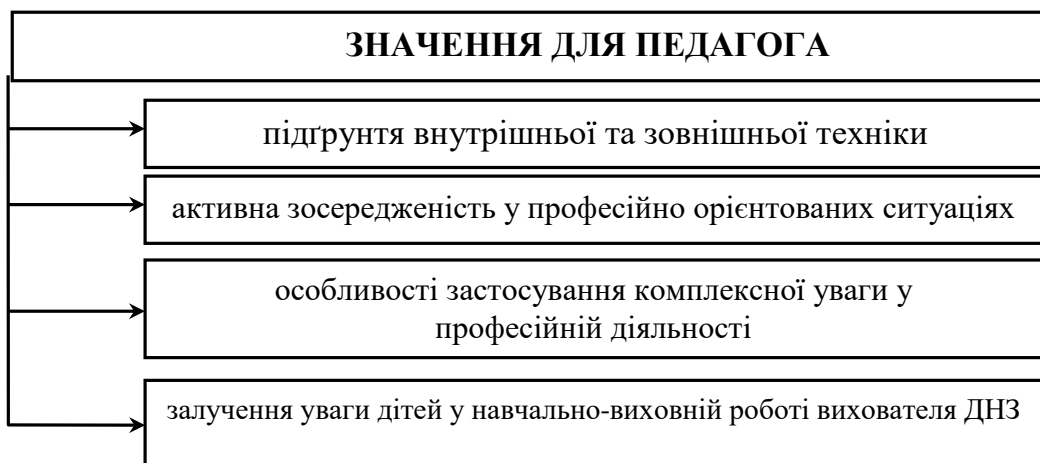 ЗНАЧЕННЯ ДЛЯ ПЕДАГОГА
підґрунтя внутрішньої та зовнішньої техніки
активна зосередженість у професійно орієнтованих ситуаціях
особливості застосування комплексної уваги у
професійній діяльності
залучення уваги дітей у навчально-виховній роботі вихователя ДНЗ